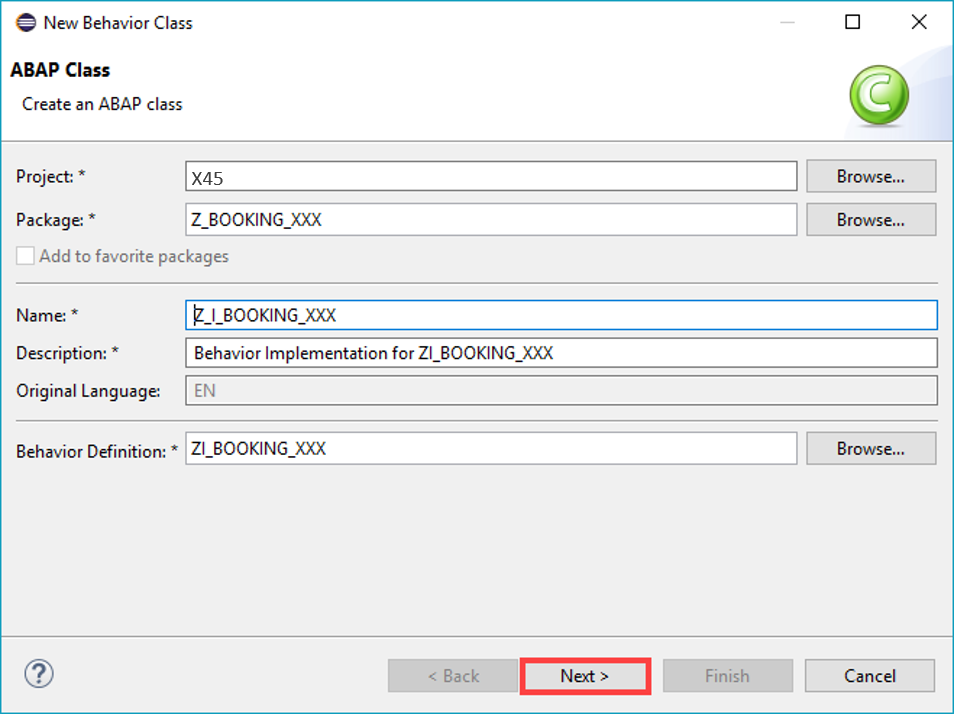 New Behavior Class
ABAP Class
Create an ABAP class
C
Project: * X45 Browse...
Package: * Z_BOOKING_XXX Browse...
Add to favorite packages
Name: * Z_I_BOOKING_XXX
Description: * Behavior Implementation for ZI_BOOKING_XXX
Original Language: EN
Behavior Definition: * ZI_BOOKING_XXX Browse...
? < Back Next > Finish Cancel